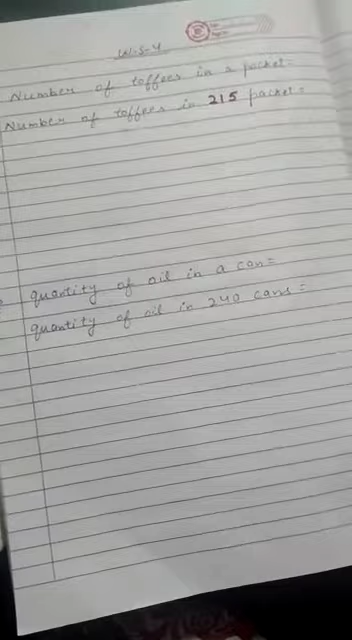 W.S-4
Number of toffees in a packet=
Number of toffees in 215 packet=
quantity of oil in a can=
quantity of oil in 240 cans=